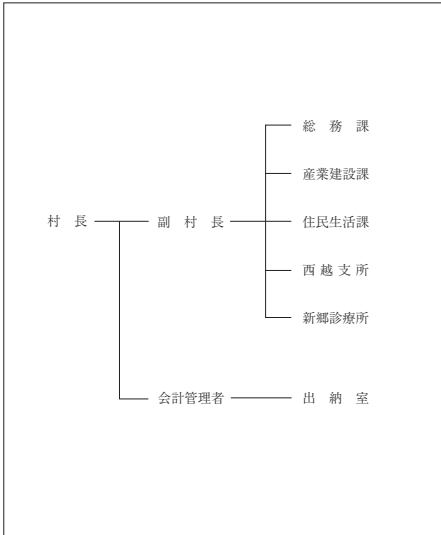 総務課
産業建設課
村長 副村長 住民生活課
西越支所
新郷診療所
会計管理者 出納室